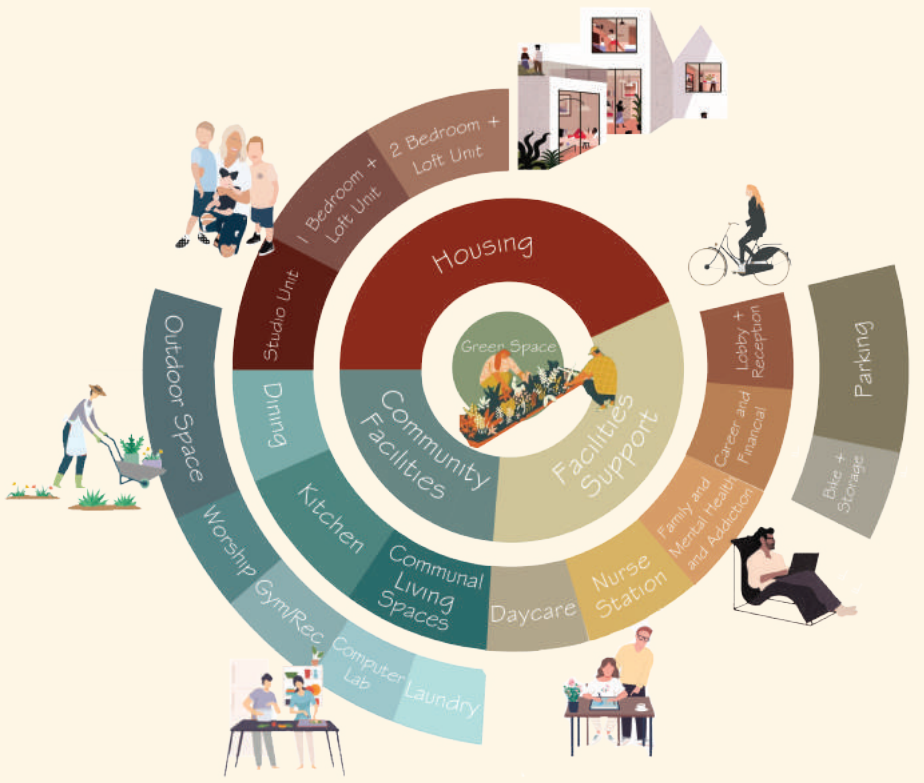 2 Bedroom +
Loft Unit
1 Bedroom +
Loft Unit
Studio Unit
Housing
Green Space
Community
Facilities
Facilities
Support
Lobby +
Reception
Career and
Financial
Family and
Mental Health
and Addiction
Nurse
Station
Daycare
Communal
Living
Spaces
Kitchen
Dining
Outdoor Space
Worship
Gym/Rec
Computer
Lab
Laundry
Parking
Bike +
Storage